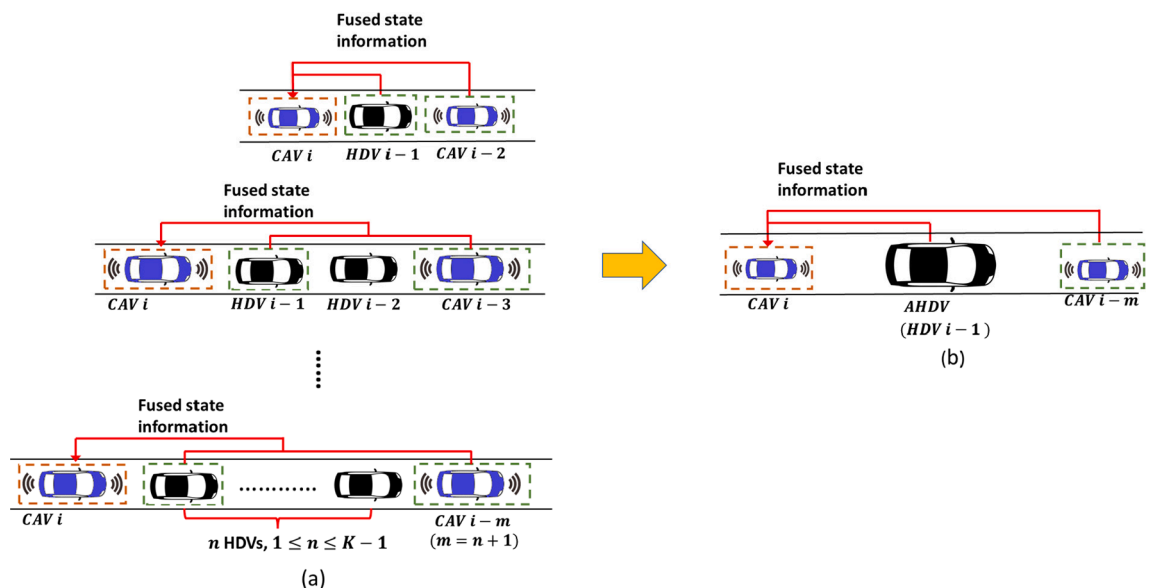 Fused state
information
CAV i
HDV i − 1
CAV i − 2
Fused state
information
CAV i
HDV i − 1
HDV i − 2
CAV i − 3
Fused state
information
CAV i
CAV i − m
(m = n + 1)
n HDVs, 1 ≤ n ≤ K − 1
(a)
Fused state
information
CAV i
AHDV
(HDV i − 1)
CAV i − m
(b)